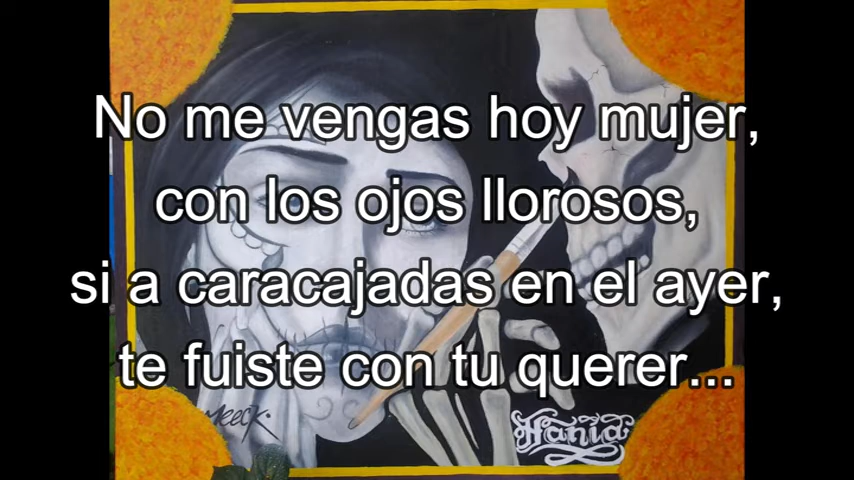 No me vengas hoy mujer,
con los ojos llorosos,
si a caracajadas en el ayer,
te fuiste con tu querer...
Hania